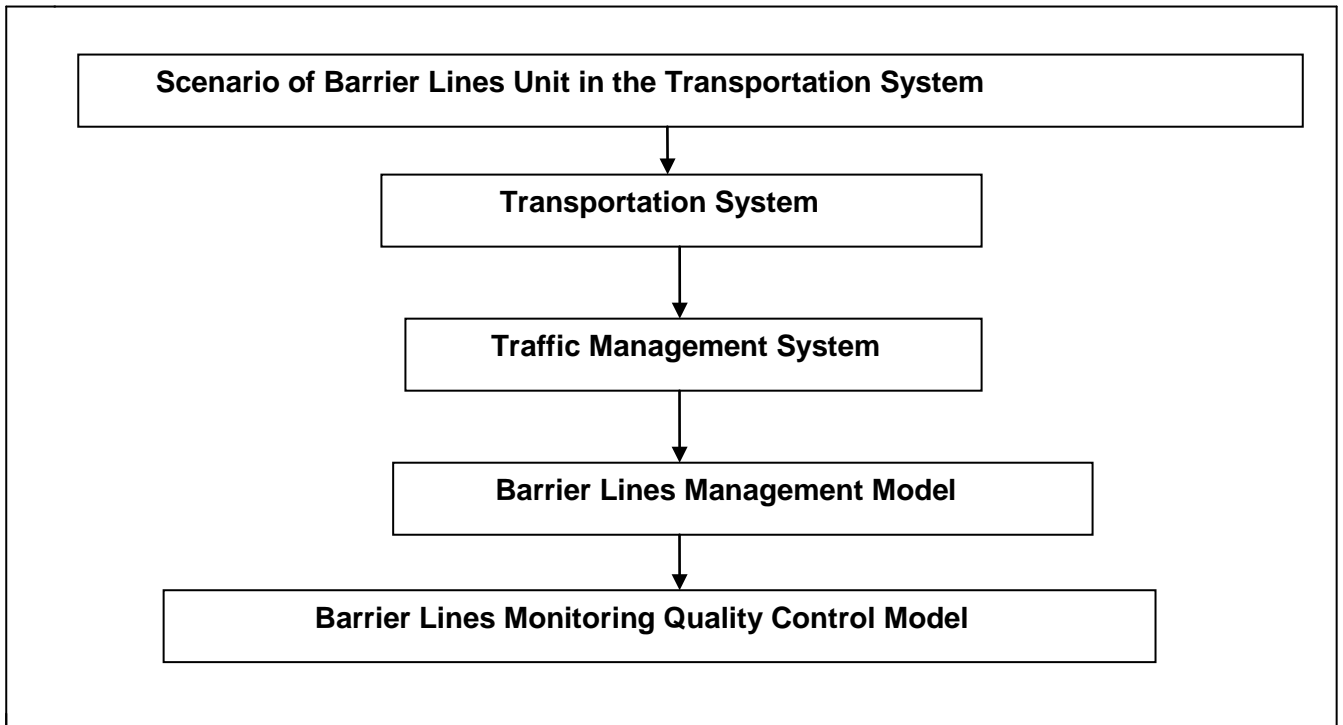 Scenario of Barrier Lines Unit in the Transportation System
Transportation System
Traffic Management System
Barrier Lines Management Model
Barrier Lines Monitoring Quality Control Model